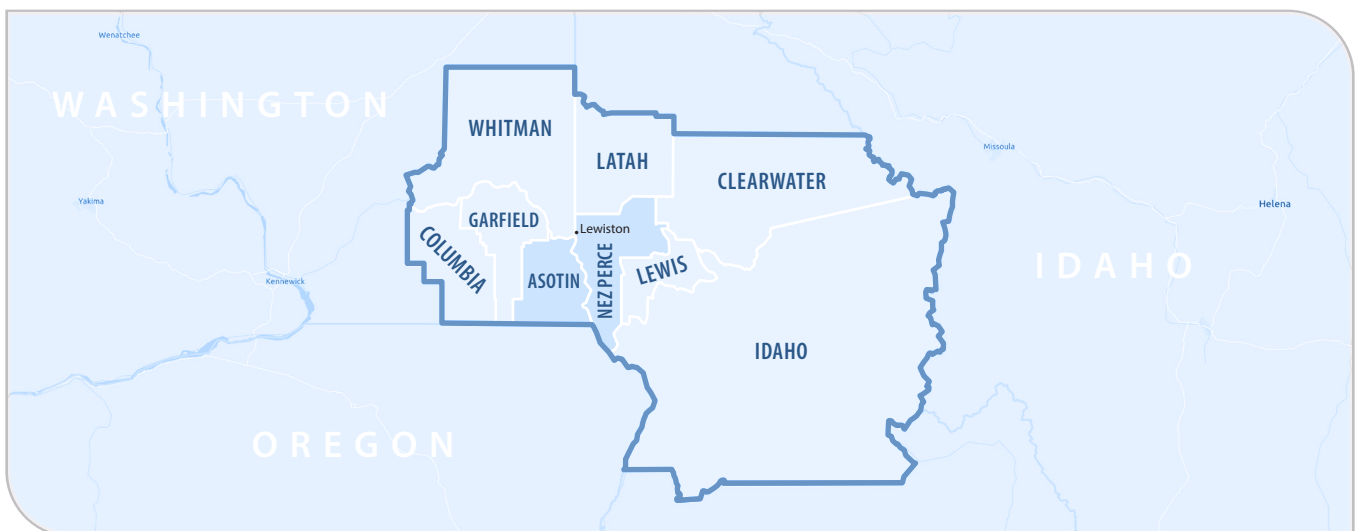 Wenatchee
WASHINGTON
WHITMAN
Missoula
LATAH
CLEARWATER
Yakima
Helena
GARFIELD
Lewiston
COLUMBIA
IDAHO
LEWIS
ASOTIN
NEZ PERCE
Kennewick
IDAHO
OREGON